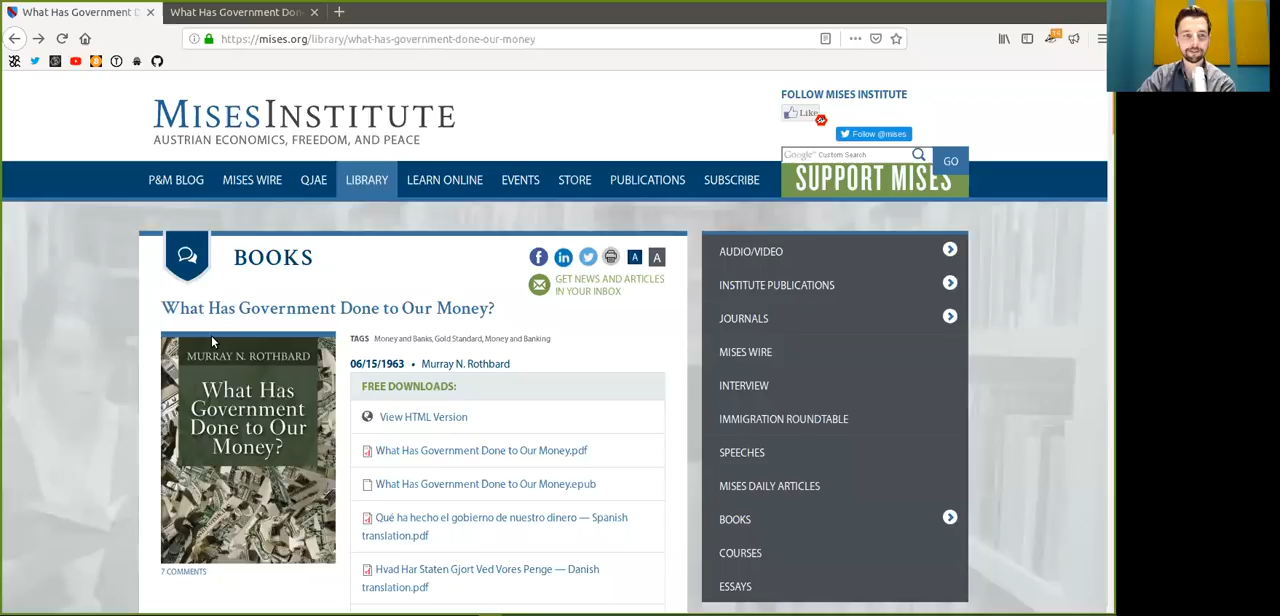 What Has Government D
What Has Government Don
https://mises.org/library/what-has-government-done-our-money
MISESINSTITUTE
AUSTRIAN ECONOMICS, FREEDOM, AND PEACE
FOLLOW MISES INSTITUTE
Like
Follow @mises
Google Custom Search
GO
P&M BLOG
MISES WIRE
QJAE
LIBRARY
LEARN ONLINE
EVENTS
STORE
PUBLICATIONS
SUBSCRIBE
SUPPORT MISES
BOOKS
A A
GET NEWS AND ARTICLES
IN YOUR INBOX
What Has Government Done to Our Money?
MURRAY N. ROTHBARD
What Has
Government
Done to Our
Money?
7 COMMENTS
TAGS Money and Banks, Gold Standard, Money and Banking
06/15/1963 • Murray N. Rothbard
FREE DOWNLOADS:
View HTML Version
What Has Government Done to Our Money.pdf
What Has Government Done to Our Money.epub
Qué ha hecho el gobierno de nuestro dinero — Spanish
translation.pdf
Hvad Har Staten Gjort Ved Vores Penge — Danish
translation.pdf
AUDIO/VIDEO
INSTITUTE PUBLICATIONS
JOURNALS
MISES WIRE
INTERVIEW
IMMIGRATION ROUNDTABLE
SPEECHES
MISES DAILY ARTICLES
BOOKS
COURSES
ESSAYS